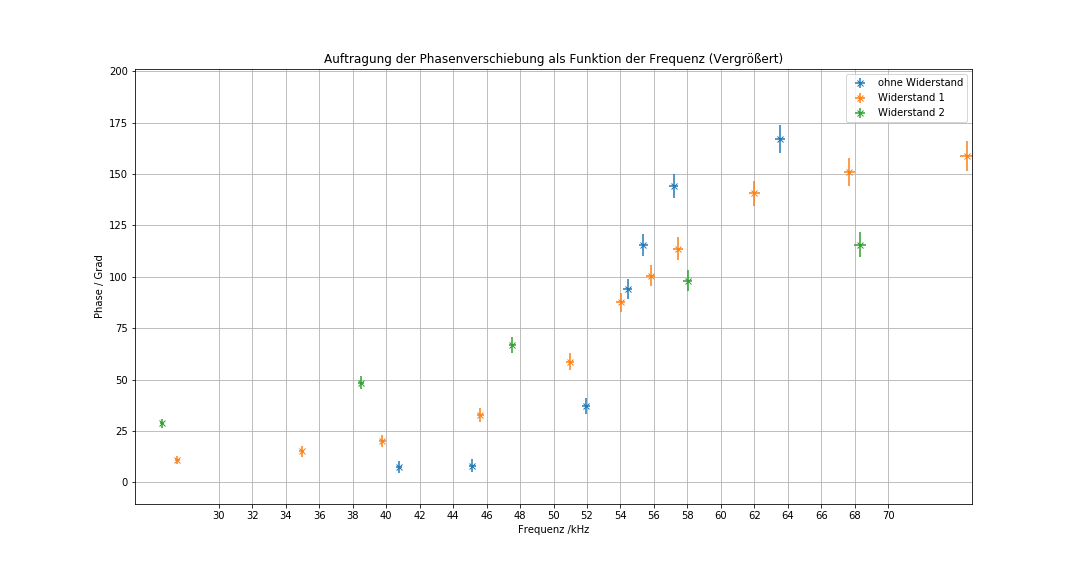 Auftragung der Phasenverschiebung als Funktion der Frequenz (Vergrößert)
200
175
150
125
100
75
50
25
0
Phase / Grad
ohne Widerstand
Widerstand 1
Widerstand 2
30 32 34 36 38 40 42 44 46 48 50 52 54 56 58 60 62 64 66 68 70
Frequenz /kHz